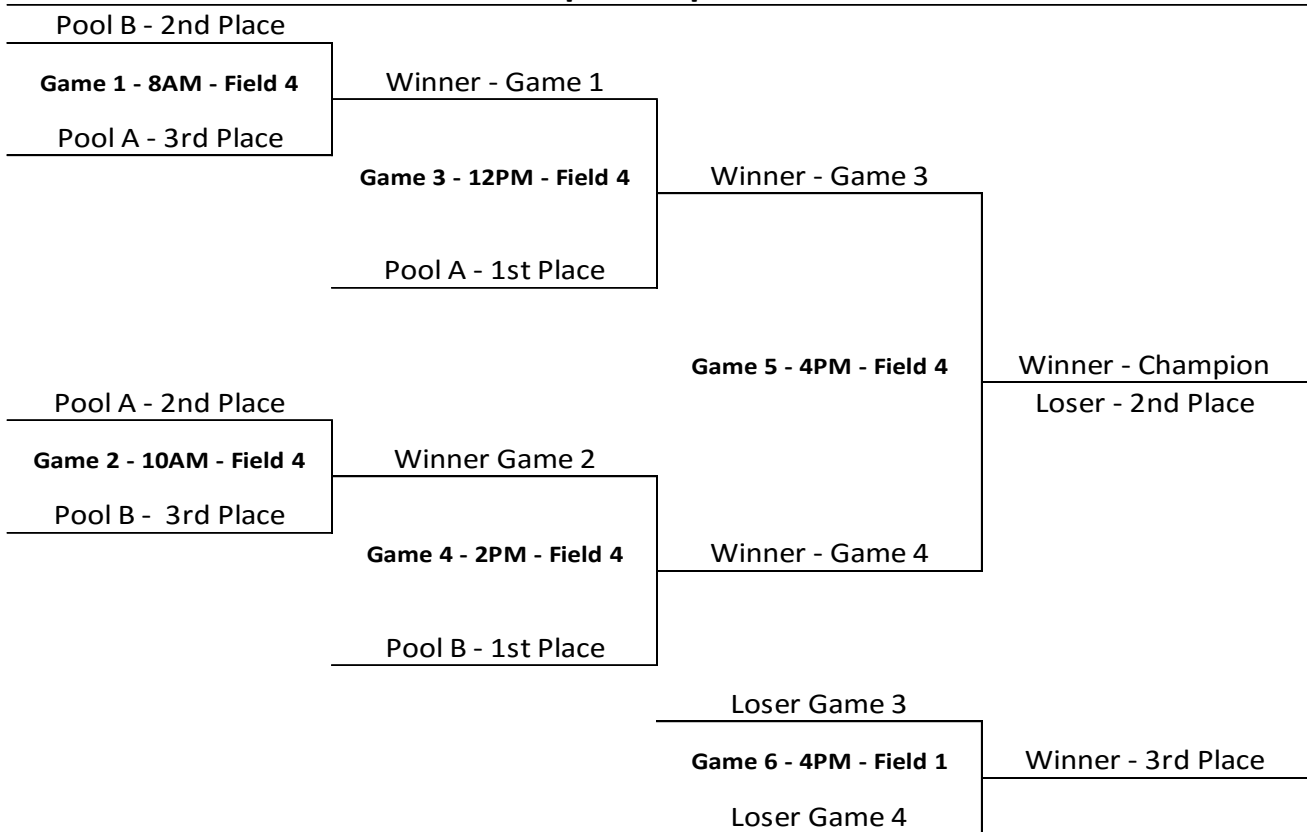 Pool B - 2nd Place
Game 1 - 8AM - Field 4
Winner - Game 1
Pool A - 3rd Place
Game 3 - 12PM - Field 4
Winner - Game 3
Pool A - 1st Place
Game 5 - 4PM - Field 4
Winner - Champion
Pool A - 2nd Place
Loser - 2nd Place
Game 2 - 10AM - Field 4
Winner Game 2
Pool B -  3rd Place
Game 4 - 2PM - Field 4
Winner - Game 4
Pool B - 1st Place
Loser Game 3
Game 6 - 4PM - Field 1
Winner - 3rd Place
Loser Game 4